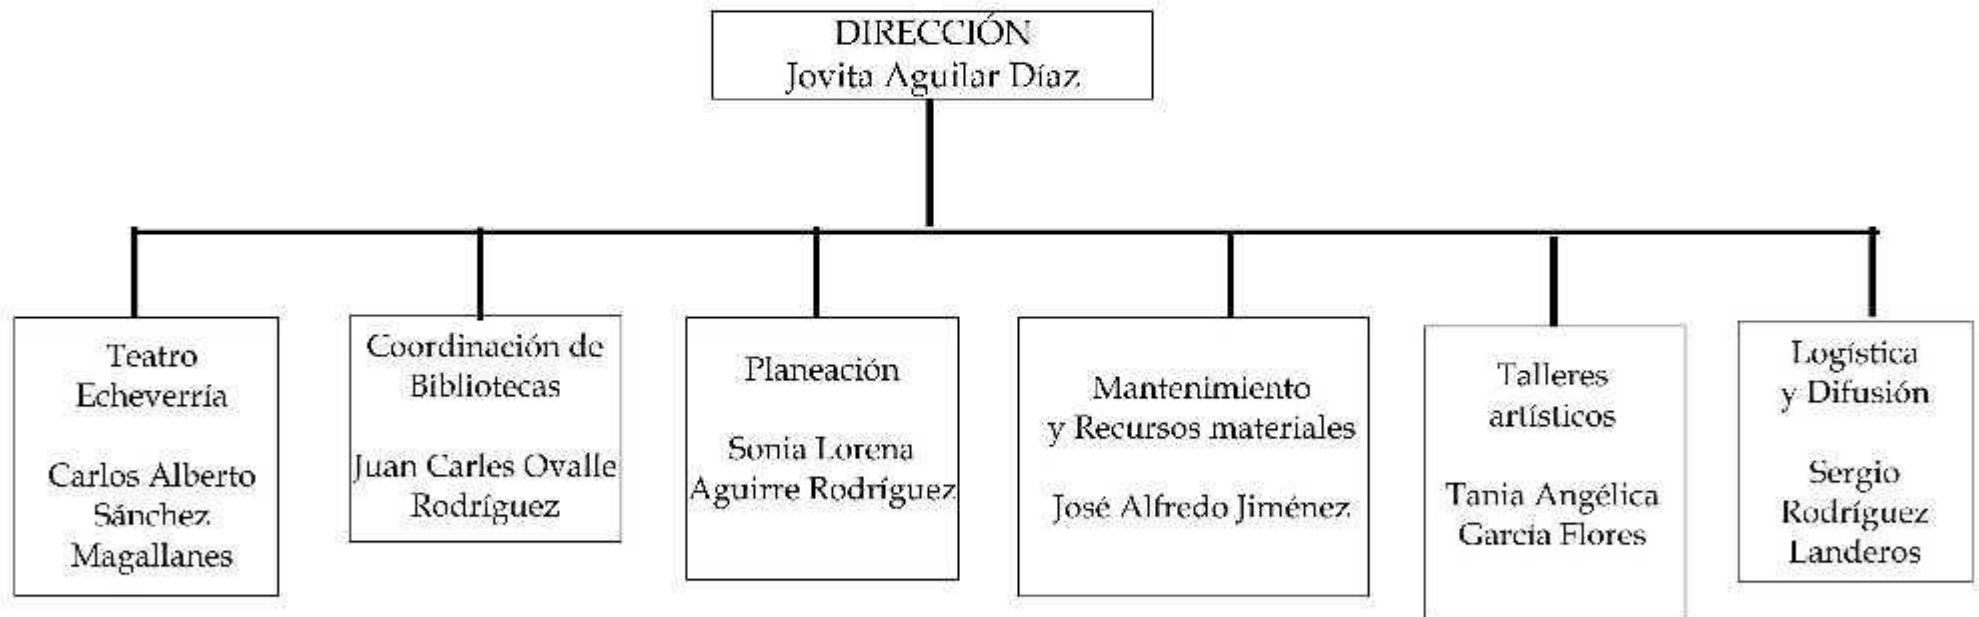 DIRECCIÓN
Jovita Aguilar Díaz
Teatro
Echeverría
Carlos Alberto
Sánchez
Magallanes
Coordinación de
Bibliotecas
Juan Carles Ovalle
Rodríguez
Planeación
Sonia Lorena
Aguirre Rodríguez
Mantenimiento
y Recursos materiales
José Alfredo Jiménez
Talleres
artísticos
Tania Angélica
García Flores
Logística
y Difusión
Sergio
Rodríguez
Landeros